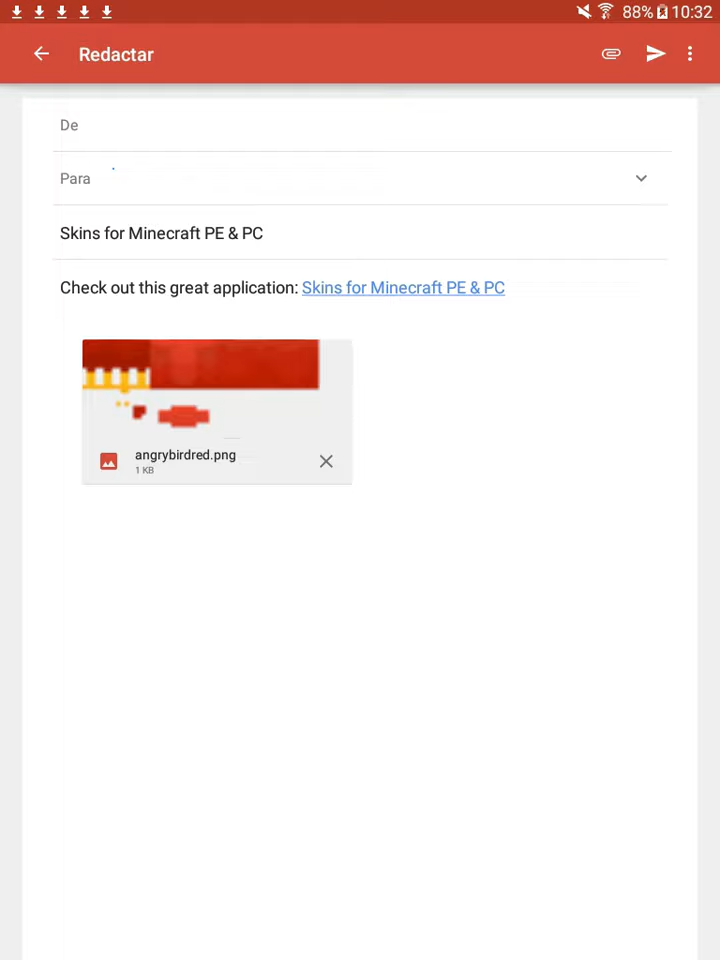 88% 10:32
Redactar
De
Para
Skins for Minecraft PE & PC
Check out this great application: Skins for Minecraft PE & PC
angrybirdred.png
1 KB